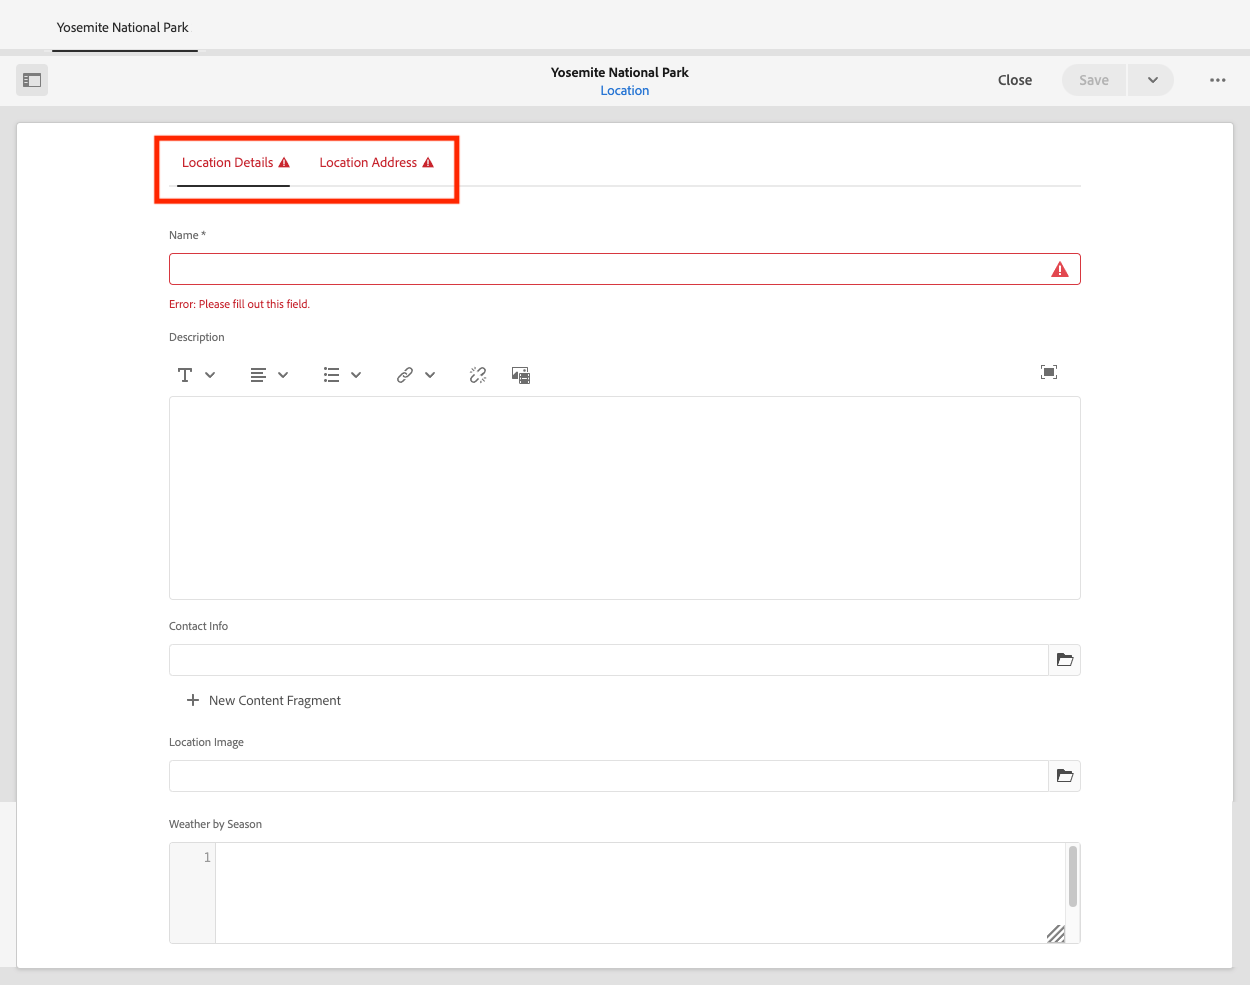 Yosemite National Park
Yosemite National Park
Location
Close
Save
Location Details
Location Address
Name *
Error: Please fill out this field.
Description
Contact Info
New Content Fragment
Location Image
Weather by Season
1